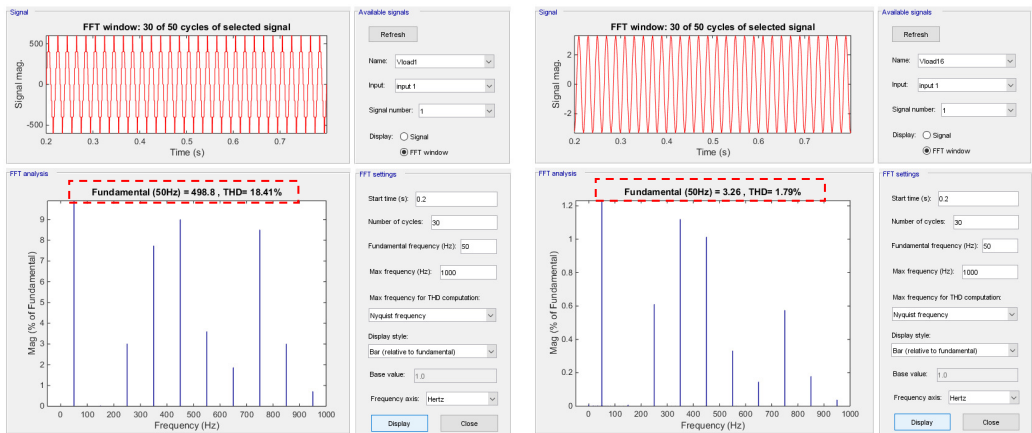 Signal
FFT window: 30 of 50 cycles of selected signal
500
0
-500
Signal mag.
0.2 0.3 0.4 0.5 0.6 0.7
Time (s)
Available signals
Refresh
Name: Vload1
Input: input 1
Signal number: 1
Display: Signal
FFT window
FFT analysis
Fundamental (50Hz) = 498.8 , THD= 18.41%
9
8
7
6
5
4
3
2
1
0
Mag (% of Fundamental)
0 100 200 300 400 500 600 700 800 900 1000
Frequency (Hz)
FFT settings
Start time (s): 0.2
Number of cycles: 30
Fundamental frequency (Hz): 50
Max frequency (Hz): 1000
Max frequency for THD computation:
Nyquist frequency
Display style:
Bar (relative to fundamental)
Base value: 1.0
Frequency axis: Hertz
Display Close
Signal
FFT window: 30 of 50 cycles of selected signal
2
0
-2
Signal mag.
0.2 0.3 0.4 0.5 0.6 0.7
Time (s)
Available signals
Refresh
Name: Vload16
Input: input 1
Signal number: 1
Display: Signal
FFT window
FFT analysis
Fundamental (50Hz) = 3.26 , THD= 1.79%
1.2
1
0.8
0.6
0.4
0.2
0
Mag (% of Fundamental)
0 100 200 300 400 500 600 700 800 900 1000
Frequency (Hz)
FFT settings
Start time (s): 0.2
Number of cycles: 30
Fundamental frequency (Hz): 50
Max frequency (Hz): 1000
Max frequency for THD computation:
Nyquist frequency
Display style:
Bar (relative to fundamental)
Base value: 1.0
Frequency axis: Hertz
Display Close